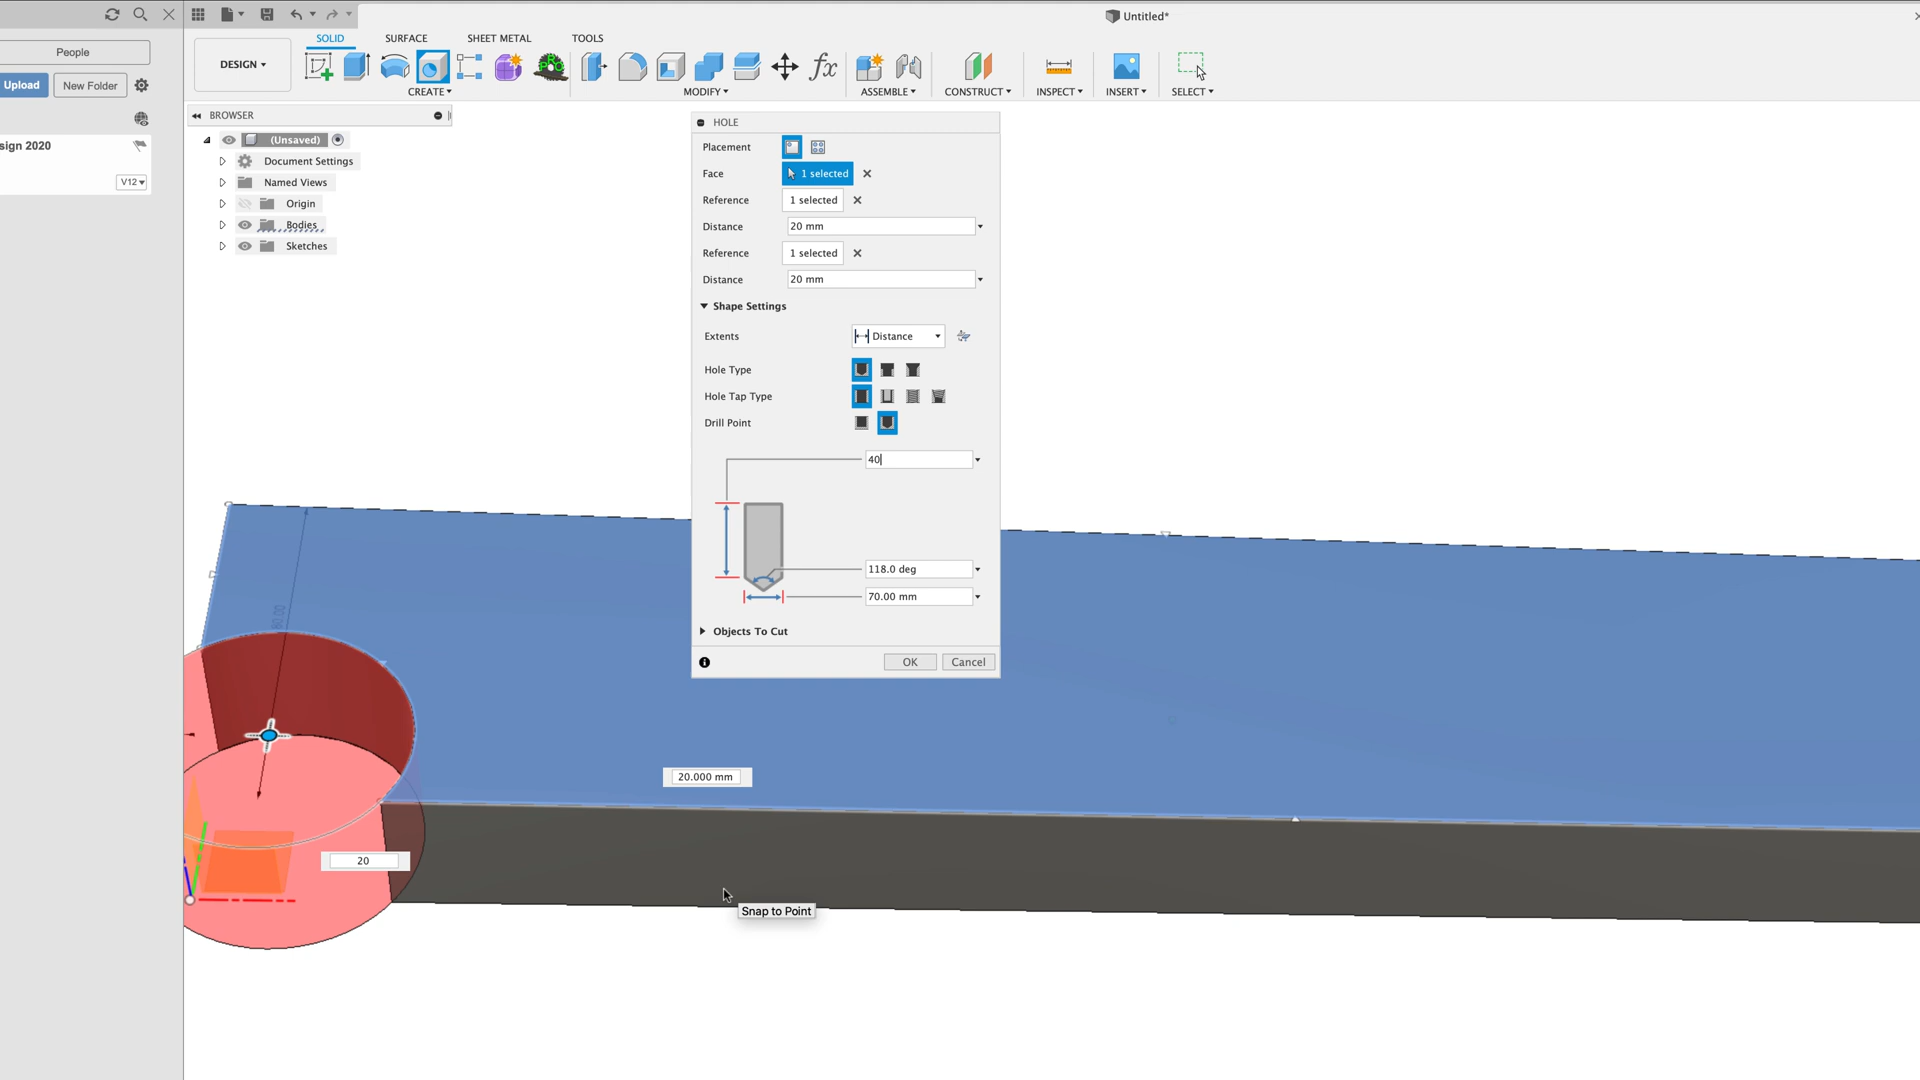 Untitled*
SOLID SURFACE SHEET METAL TOOLS
People
DESIGN
Upload New Folder
CREATE MODIFY ASSEMBLE CONSTRUCT INSPECT INSERT SELECT
BROWSER
HOLE
(Unsaved)
sign 2020
Placement
Document Settings
Face 1 selected
V12
Named Views
Reference 1 selected
Origin
Distance 20 mm
Bodies
Sketches
Reference 1 selected
Distance 20 mm
Shape Settings
Extents Distance
Hole Type
Hole Tap Type
Drill Point
40
118.0 deg
70.00 mm
80.00
Objects To Cut
OK Cancel
20.000 mm
20
Snap to Point